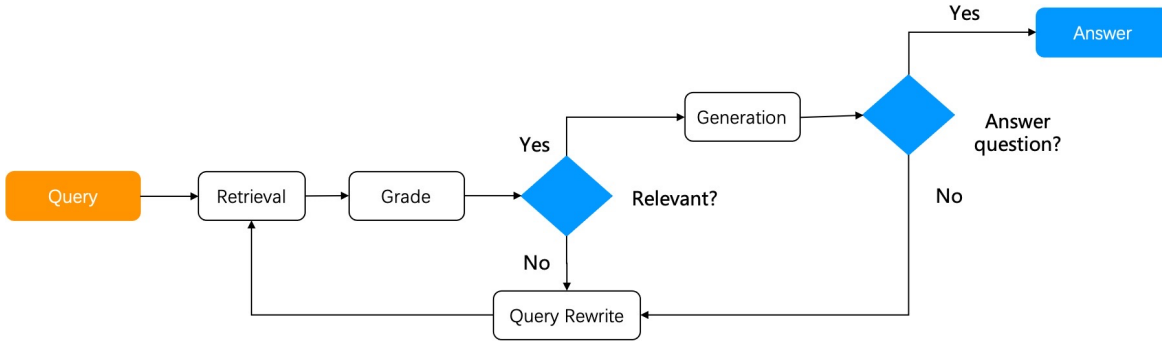 Yes
Answer
Generation
Answer
question?
Yes
Query
Retrieval
Grade
Relevant?
No
No
Query Rewrite